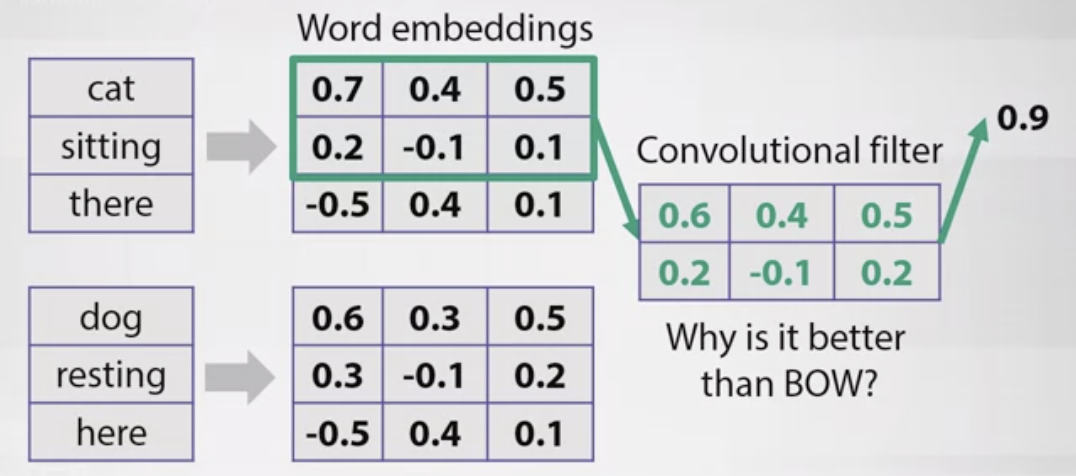 Word embeddings
cat
sitting
there
0.7 0.4 0.5
0.2 -0.1 0.1
-0.5 0.4 0.1
Convolutional filter
0.6 0.4 0.5
0.2 -0.1 0.2
0.9
dog
resting
here
0.6 0.3 0.5
0.3 -0.1 0.2
-0.5 0.4 0.1
Why is it better
than BOW?